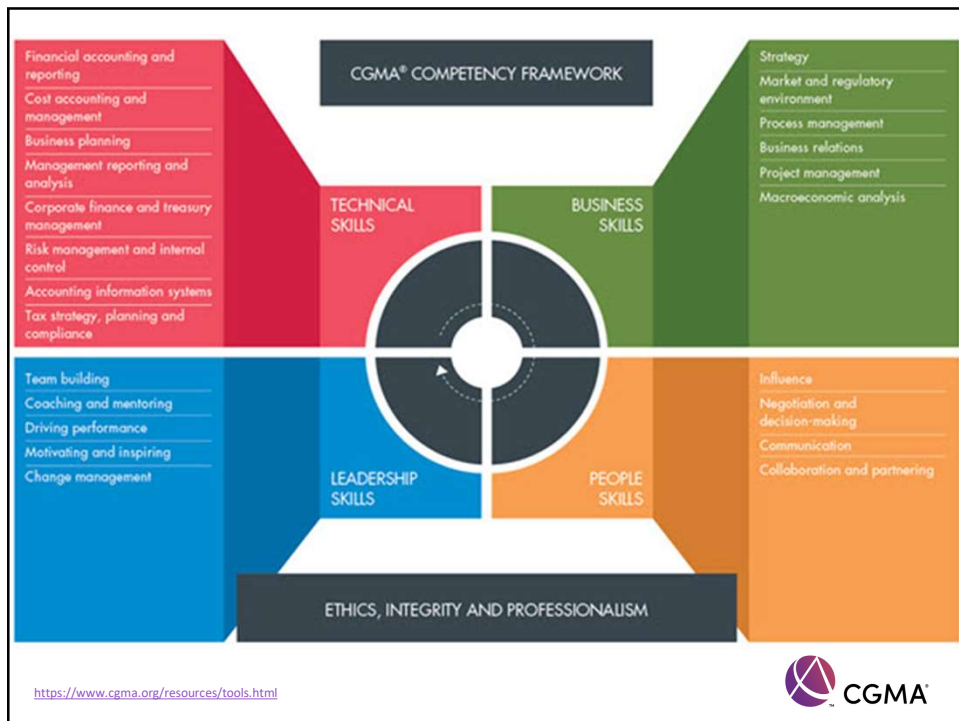 CGMA® COMPETENCY FRAMEWORK
Financial accounting and
reporting
Cost accounting and
management
Business planning
Management reporting and
analysis
Corporate finance and treasury
management
Risk management and internal
control
Accounting information systems
Tax strategy, planning and
compliance
TECHNICAL
SKILLS
BUSINESS
SKILLS
Strategy
Market and regulatory
environment
Process management
Business relations
Project management
Macroeconomic analysis
Team building
Coaching and mentoring
Driving performance
Motivating and inspiring
Change management
LEADERSHIP
SKILLS
PEOPLE
SKILLS
Influence
Negotiation and
decision-making
Communication
Collaboration and partnering
ETHICS, INTEGRITY AND PROFESSIONALISM
https://www.cgma.org/resources/tools.html
™ CGMA®